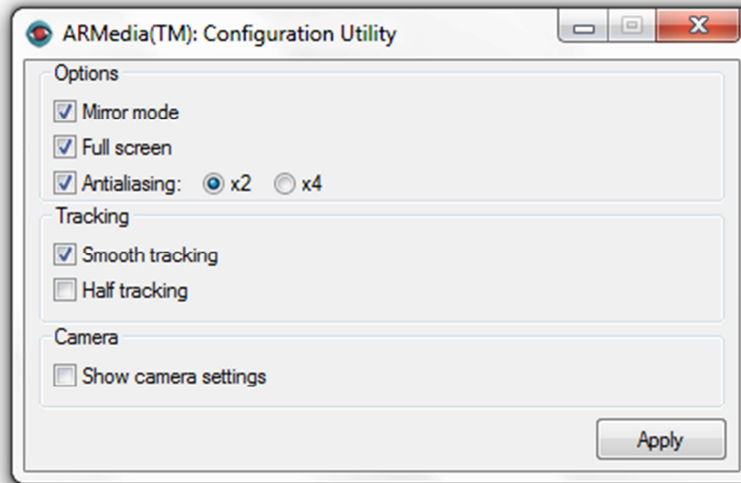 ARMedia(TM): Configuration Utility
Options
Mirror mode
Full screen
Antialiasing: x2 x4
Tracking
Smooth tracking
Half tracking
Camera
Show camera settings
Apply